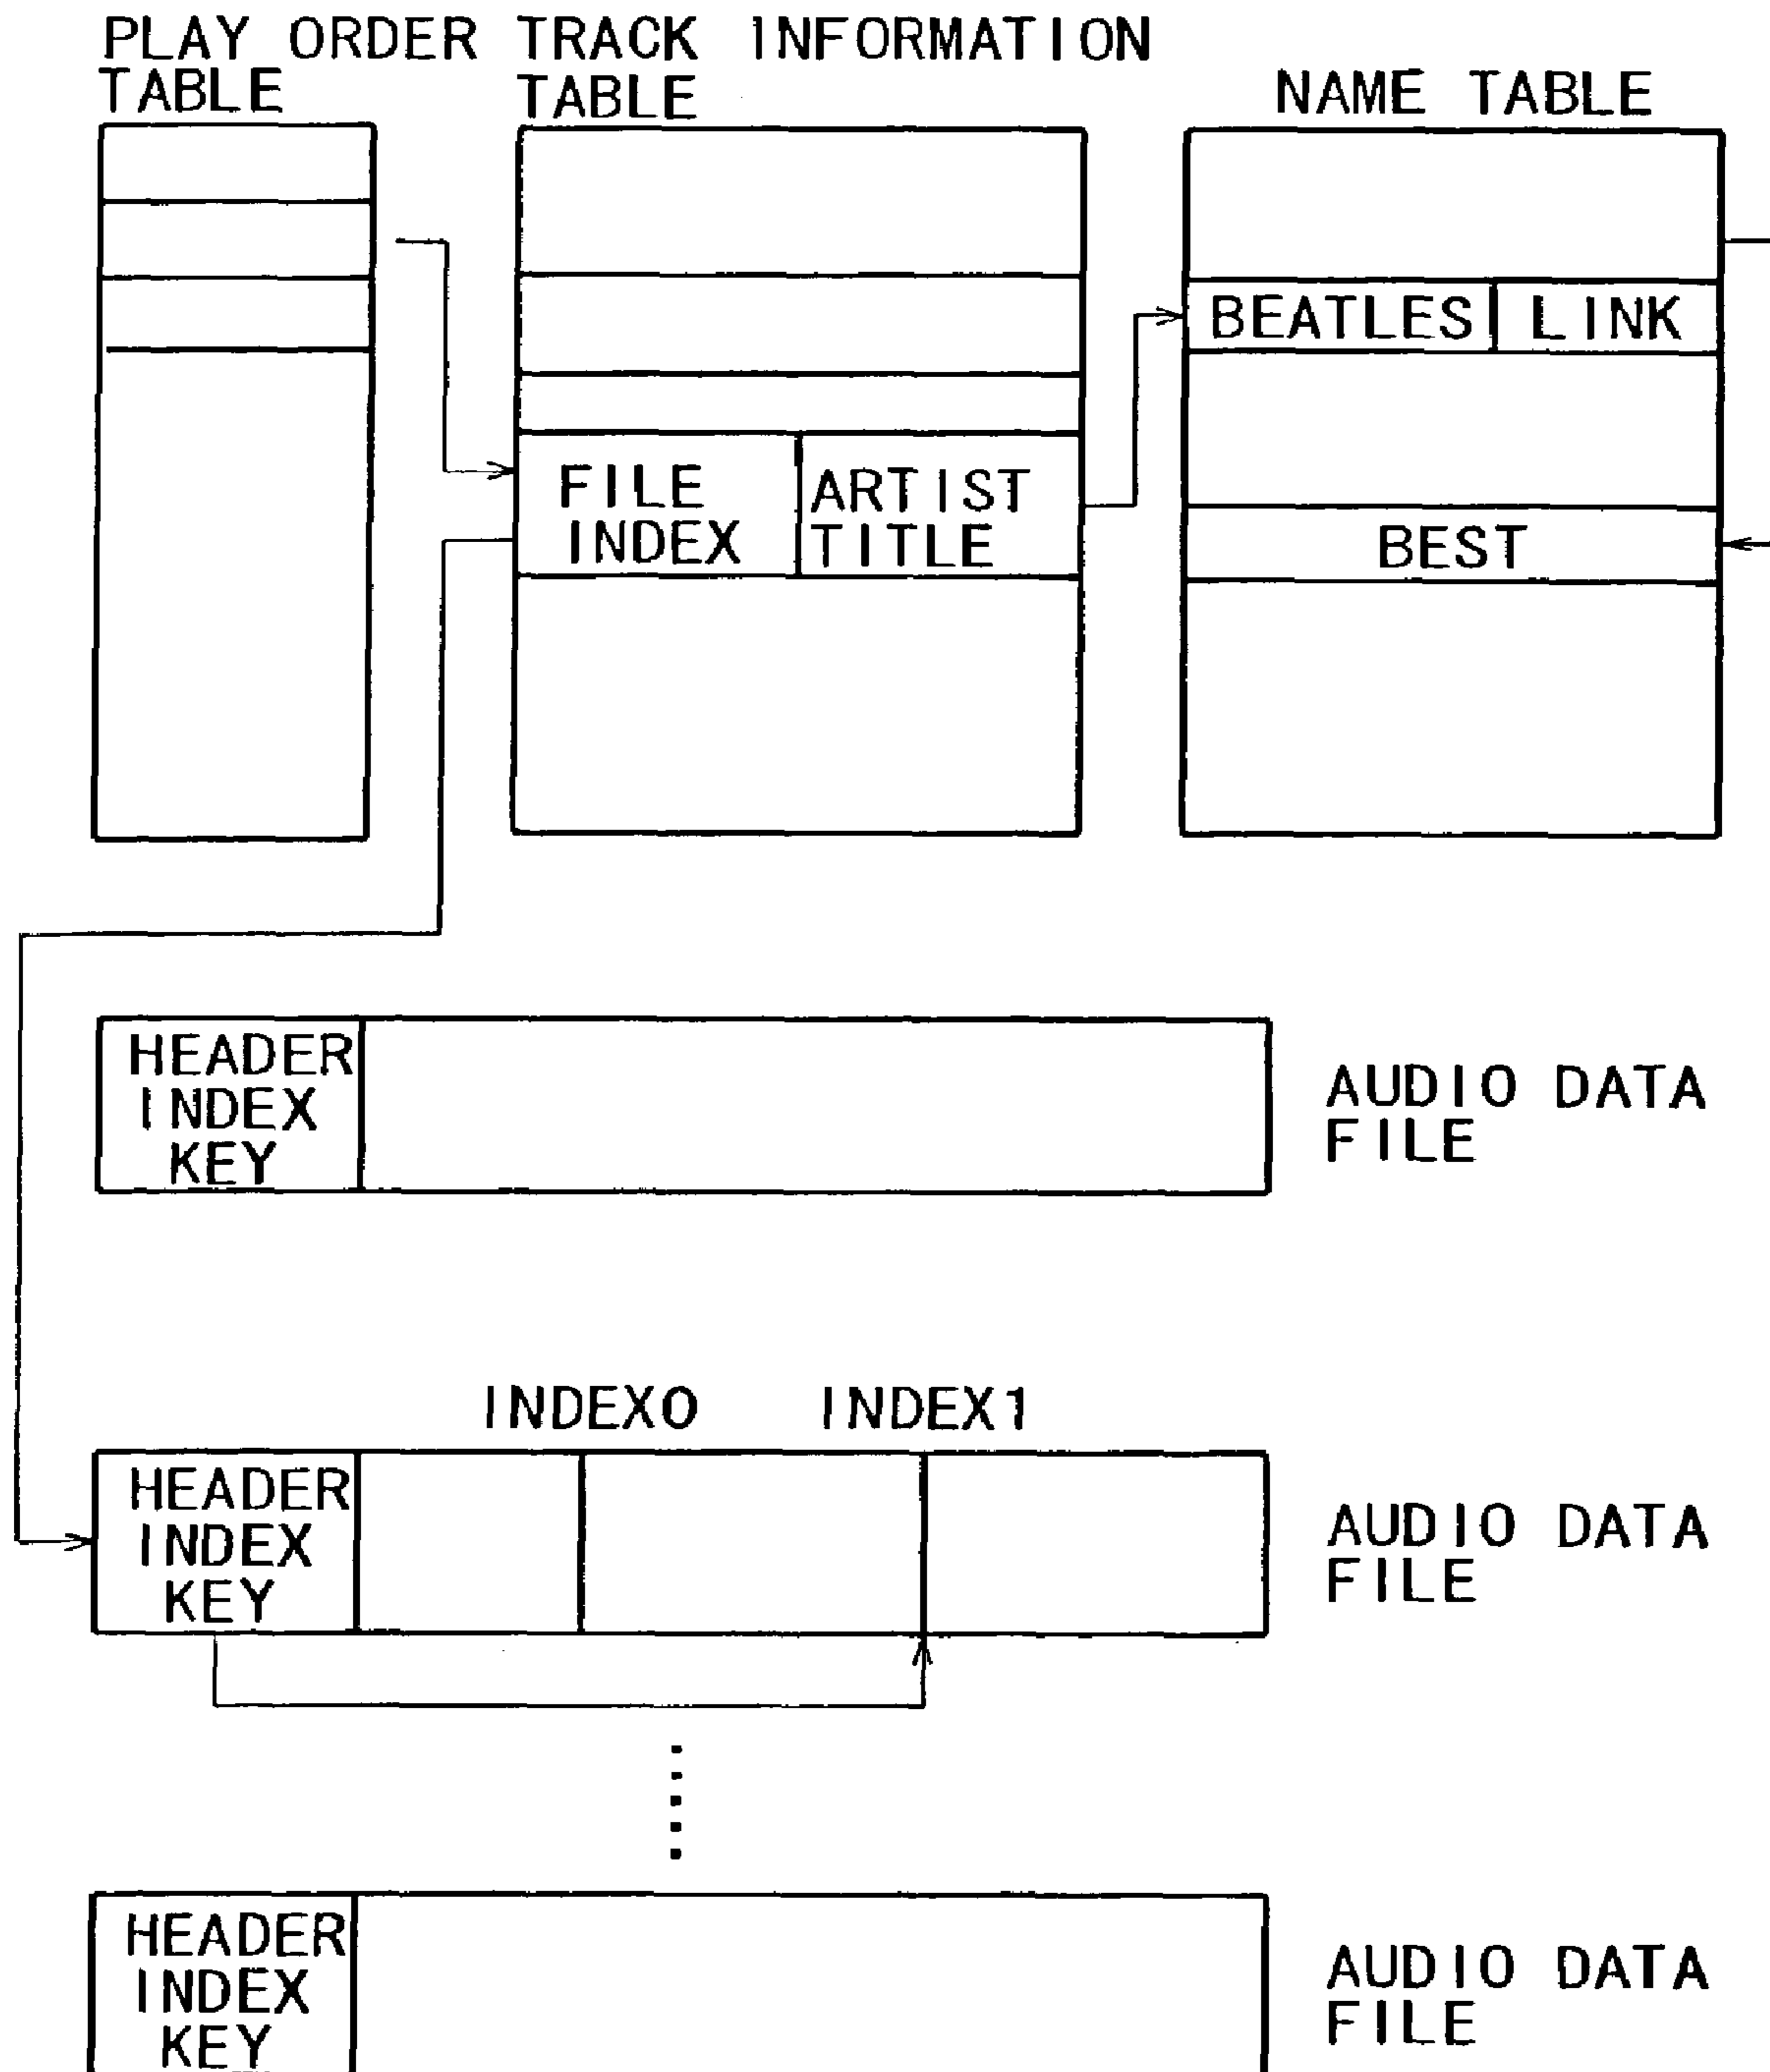 PLAY ORDER
TABLE
TRACK INFORMATION
TABLE
NAME TABLE
BEATLES
LINK
FILE
INDEX
ARTIST
TITLE
BEST
HEADER
INDEX
KEY
AUDIO DATA
FILE
INDEX0
INDEX1
HEADER
INDEX
KEY
AUDIO DATA
FILE
HEADER
INDEX
KEY
AUDIO DATA
FILE